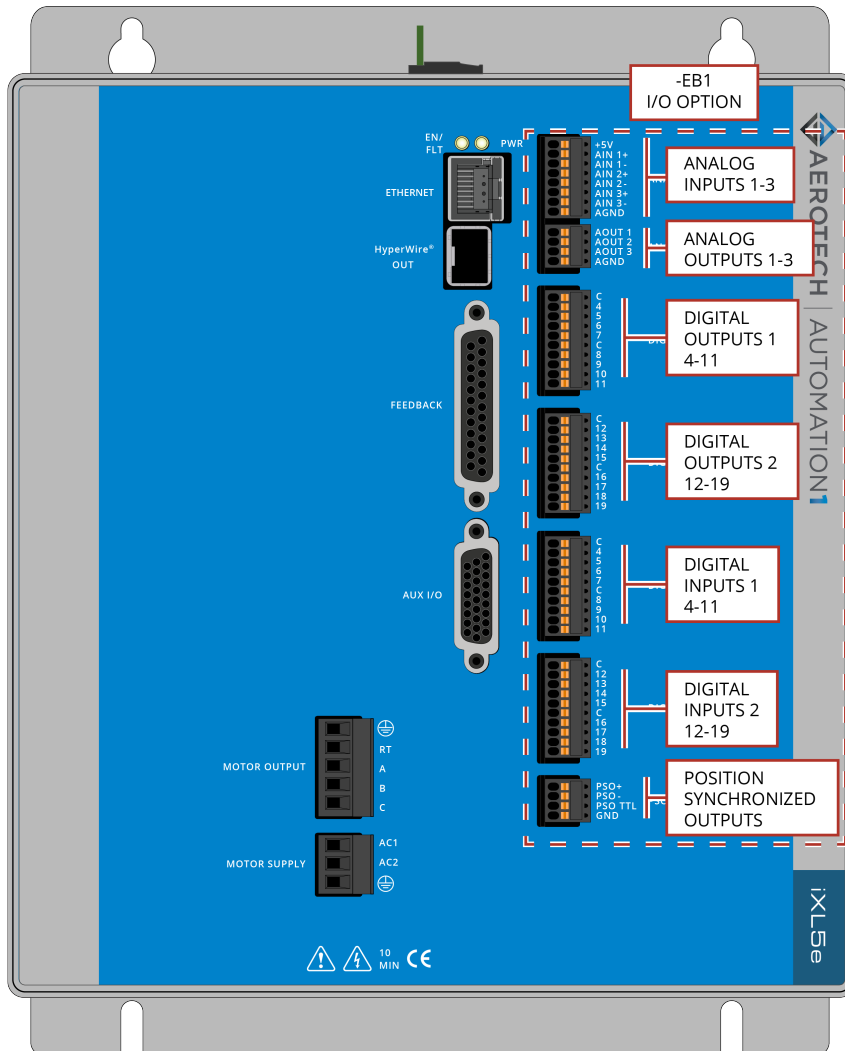 -EB1
I/O OPTION
EN/
FLT
PWR
ETHERNET
HyperWire®
OUT
FEEDBACK
AUX I/O
MOTOR OUTPUT
RT
A
B
C
MOTOR SUPPLY
AC1
AC2
10
MIN
CE
+5V
AIN 1+
AIN 1-
AIN 2+
AIN 2-
AIN 3+
AIN 3-
AGND
ANALOG
INPUTS 1-3
AOUT 1
AOUT 2
AOUT 3
AGND
ANALOG
OUTPUTS 1-3
C
4
5
6
7
C
8
9
10
11
DIGITAL
OUTPUTS 1
4-11
C
12
13
14
15
C
16
17
18
19
DIGITAL
OUTPUTS 2
12-19
C
4
5
6
7
C
8
9
10
11
DIGITAL
INPUTS 1
4-11
C
12
13
14
15
C
16
17
18
19
DIGITAL
INPUTS 2
12-19
PSO+
PSO-
PSO TTL
GND
POSITION
SYNCHRONIZED
OUTPUTS
AEROTECH AUTOMATION1
iXL5e